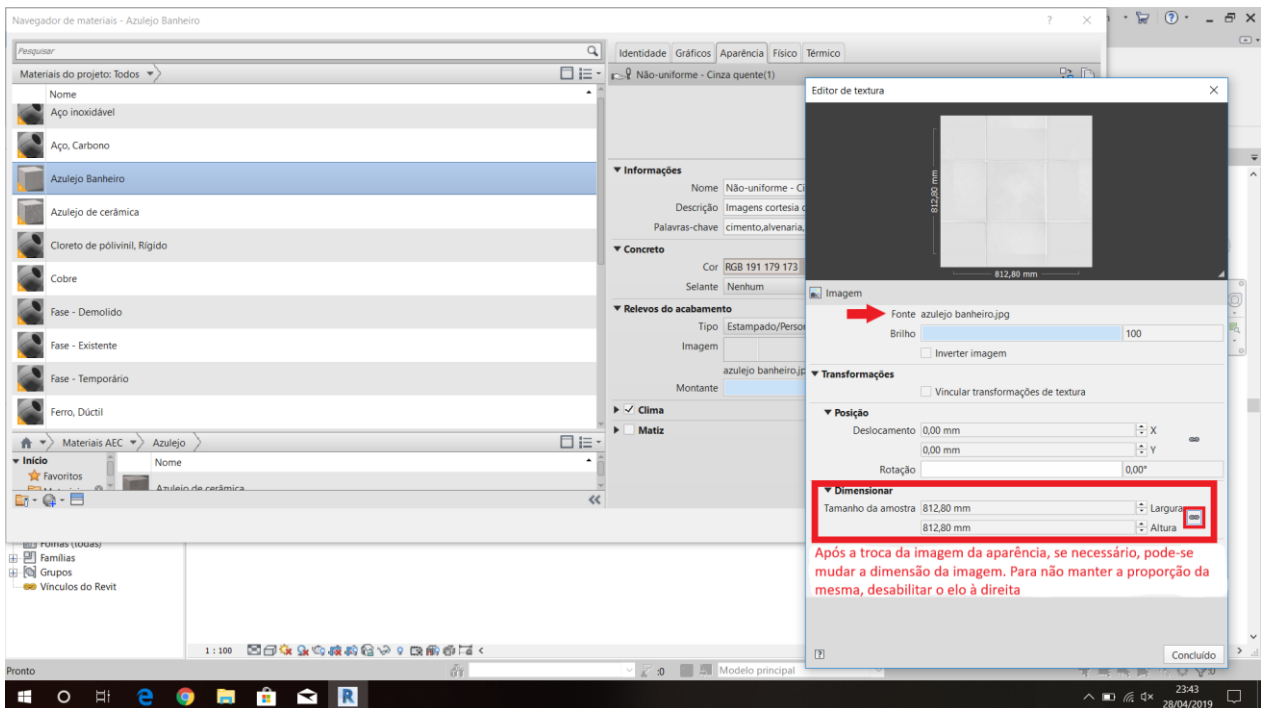 Navegador de materiais - Azulejo Banheiro
Pesquisar
Materiais do projeto: Todos
Nome
Aço inoxidável
Aço, Carbono
Azulejo Banheiro
Azulejo de cerâmica
Cloreto de pólivinil, Rígido
Cobre
Fase - Demolido
Fase - Existente
Fase - Temporário
Ferro, Dúctil
Materiais AEC
Azulejo
Início
Favoritos
Nome
Azulejo de cerâmica
Identidade
Gráficos
Aparência
Físico
Térmico
Não-uniforme - Cinza quente(1)
Informações
Nome Não-uniforme - Ci
Descrição Imagens cortesia
Palavras-chave cimento,alvenaria,
Concreto
Cor RGB 191 179 173
Selante Nenhum
Relevos do acabamento
Tipo Estampado/Person
Imagem
azulejo banheiro.jp
Montante
Clima
Matiz
Editor de textura
812,80 mm
812,80 mm
Imagem
Fonte azulejo banheiro.jpg
Brilho 100
Inverter imagem
Transformações
Vincular transformações de textura
Posição
Deslocamento 0,00 mm X
0,00 mm Y
Rotação 0,00°
Dimensionar
Tamanho da amostra 812,80 mm Largura
812,80 mm Altura
Após a troca da imagem da aparência, se necessário, pode-se
mudar a dimensão da imagem. Para não manter a proporção da
mesma, desabilitar o elo à direita
Concluído
Famílias
Grupos
Vínculos do Revit
1 : 100
Pronto
:0
Modelo principal
:0
23:43
28/04/2019